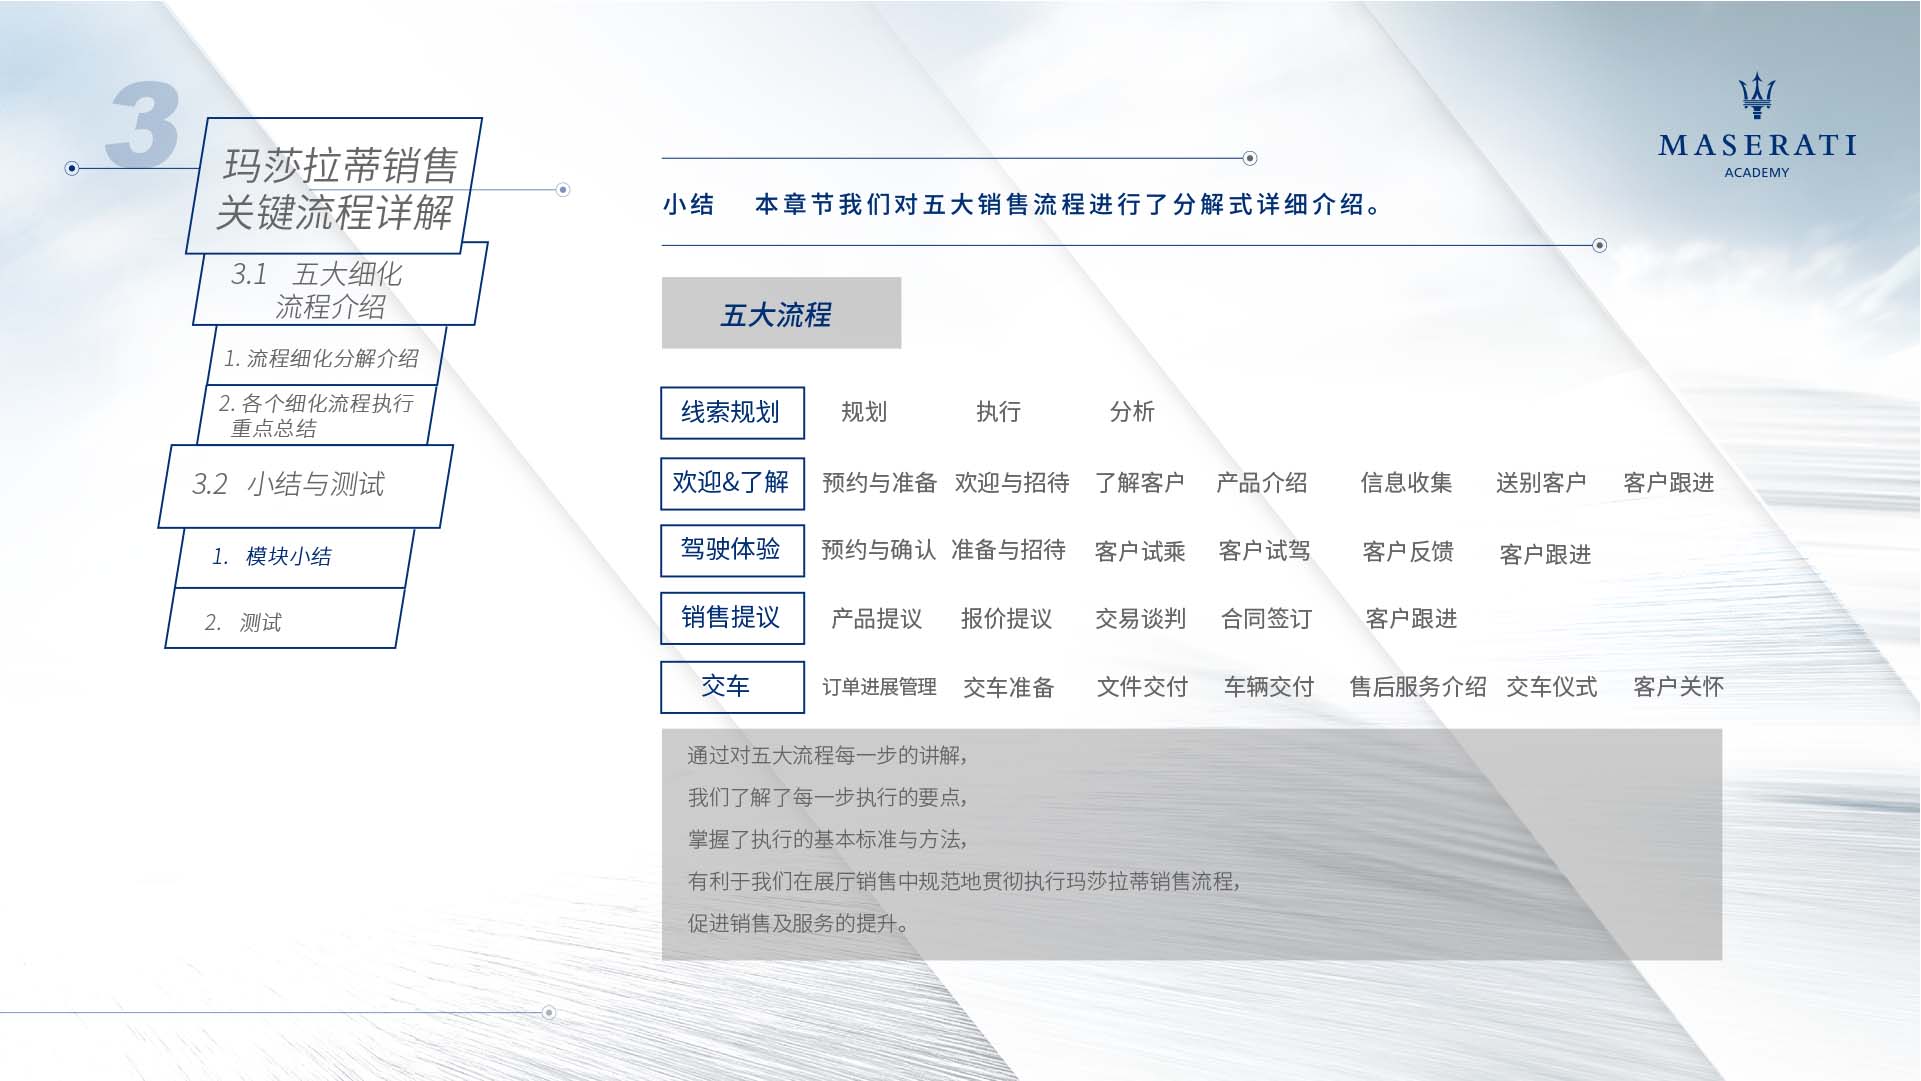 3
玛莎拉蒂销售
关键流程详解
3.1 五大细化
流程介绍
1. 流程细化分解介绍
2. 各个细化流程执行
重点总结
3.2 小结与测试
1. 模块小结
2. 测试
MASERATI
ACADEMY
小结 本章节我们对五大销售流程进行了分解式详细介绍。
五大流程
线索规划 规划 执行 分析
欢迎&了解 预约与准备 欢迎与招待 了解客户 产品介绍 信息收集 送别客户 客户跟进
驾驶体验 预约与确认 准备与招待 客户试乘 客户试驾 客户反馈 客户跟进
销售提议 产品提议 报价提议 交易谈判 合同签订 客户跟进
交车 订单进展管理 交车准备 文件交付 车辆交付 售后服务介绍 交车仪式 客户关怀
通过对五大流程每一步的讲解，
我们了解了每一步执行的要点，
掌握了执行的基本标准与方法，
有利于我们在展厅销售中规范地贯彻执行玛莎拉蒂销售流程，
促进销售及服务的提升。